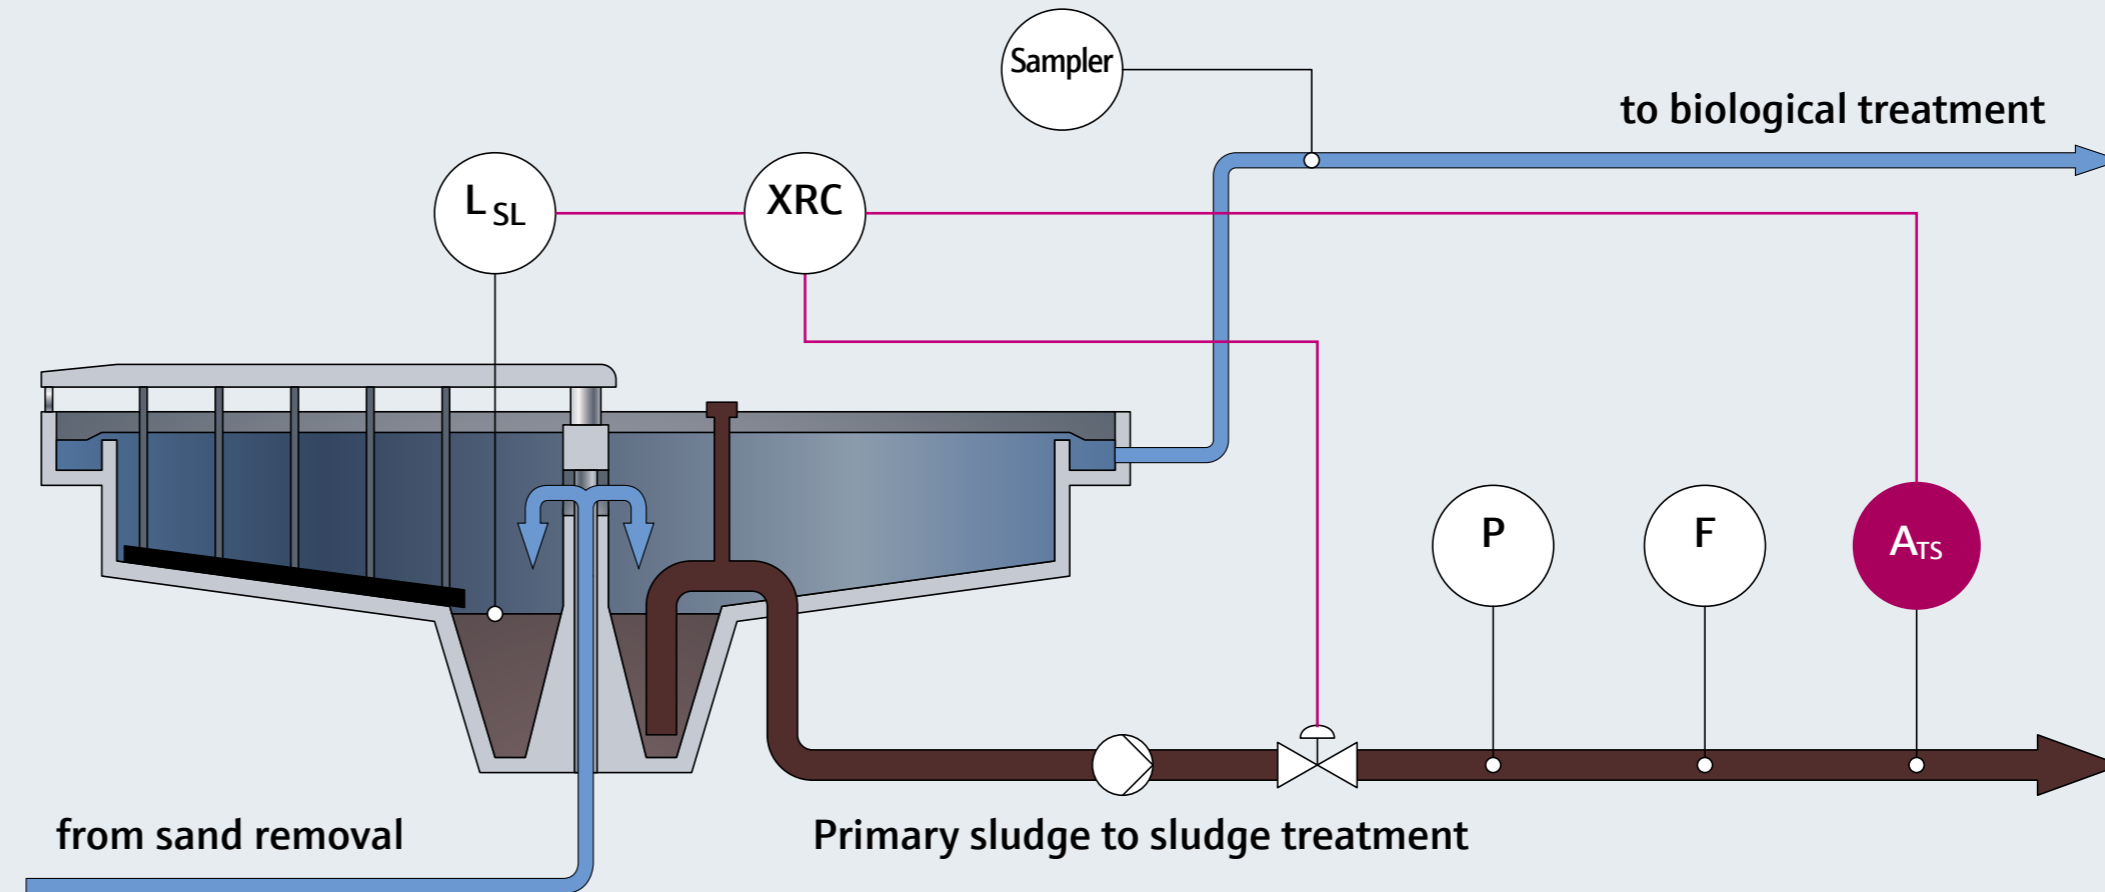 Sampler
to biological treatment
L SL
XRC
P
F
ATS
from sand removal
Primary sludge to sludge treatment